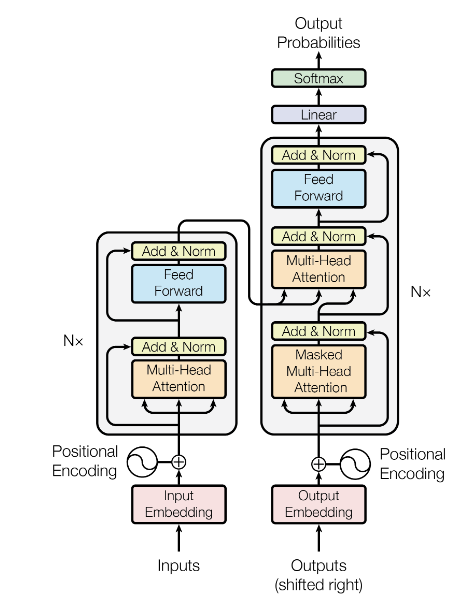 Output
Probabilities
Softmax
Linear
Add & Norm
Feed
Forward
Add & Norm
Multi-Head
Attention
Add & Norm
Masked
Multi-Head
Attention
N×
Positional
Encoding
Output
Embedding
Outputs
(shifted right)
Add & Norm
Feed
Forward
Add & Norm
Multi-Head
Attention
N×
Positional
Encoding
Input
Embedding
Inputs